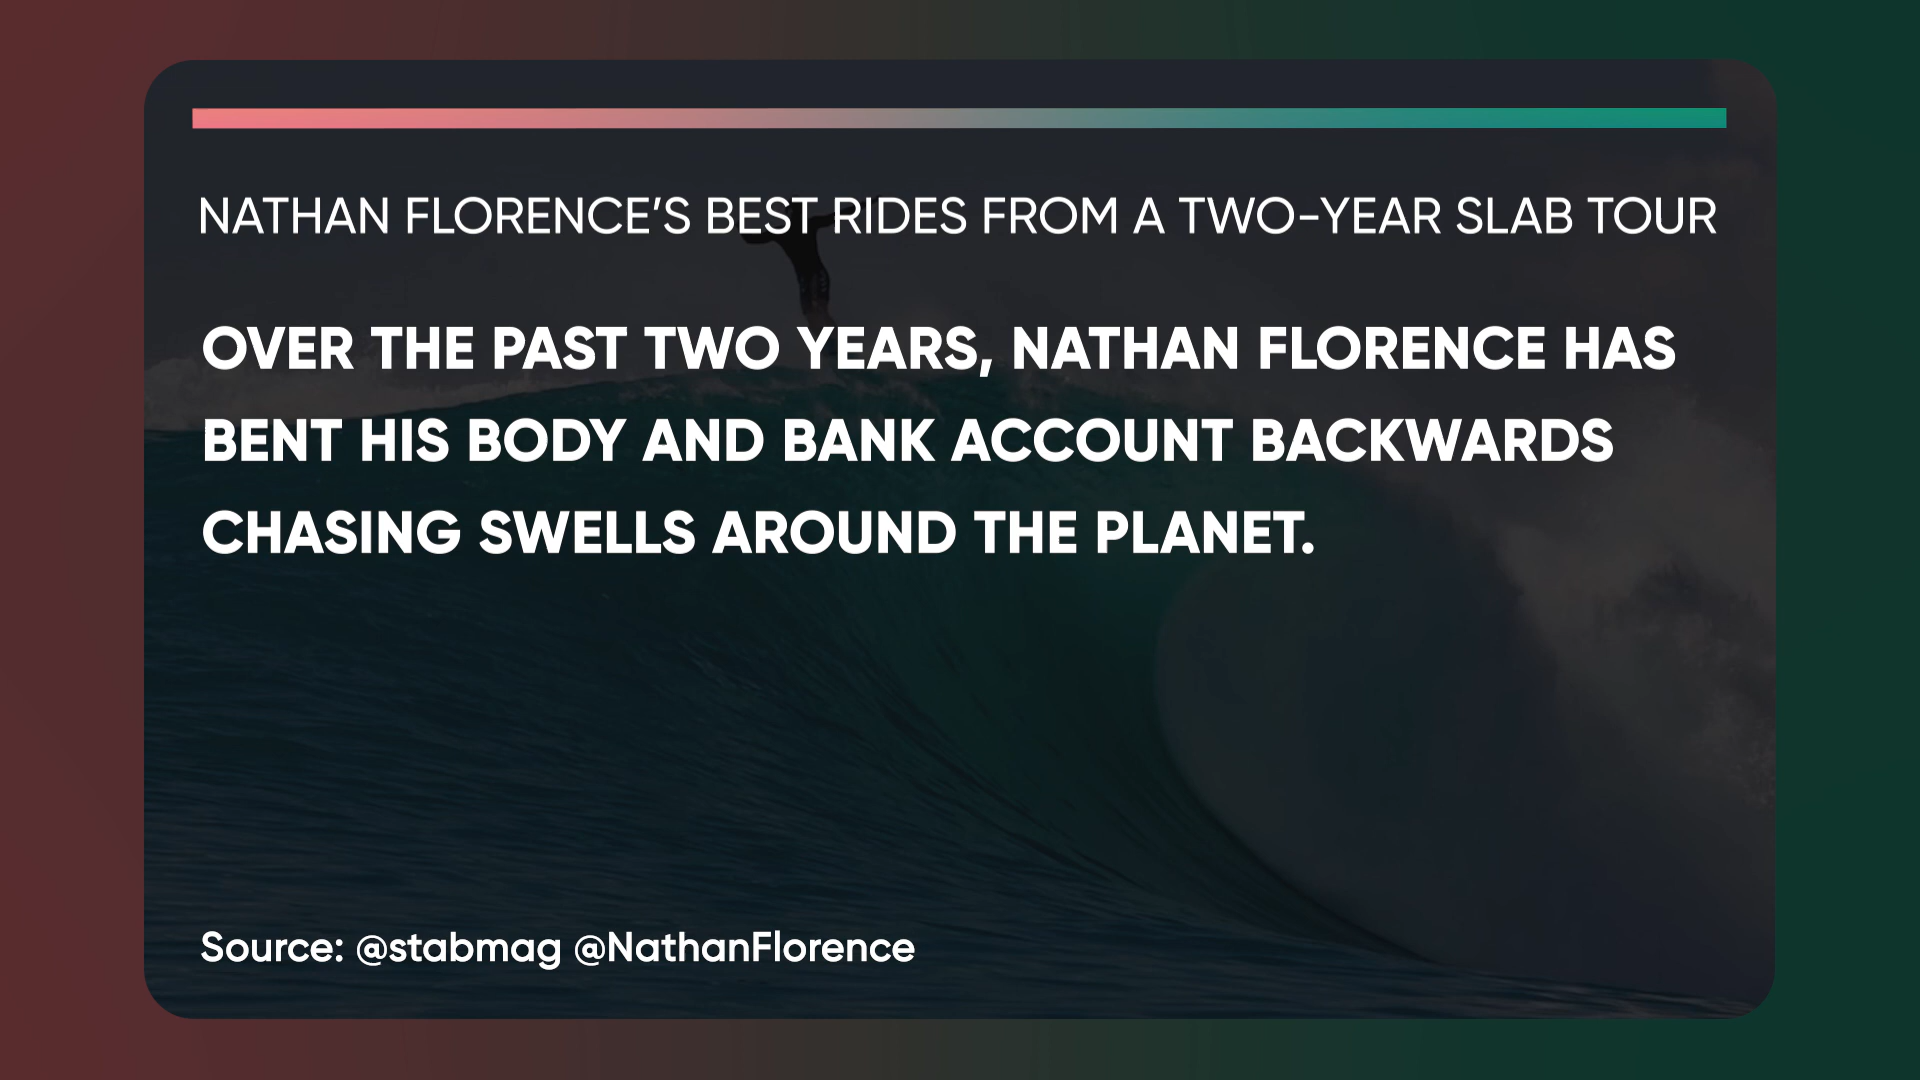 NATHAN FLORENCE’S BEST RIDES FROM A TWO-YEAR SLAB TOUR
OVER THE PAST TWO YEARS, NATHAN FLORENCE HAS
BENT HIS BODY AND BANK ACCOUNT BACKWARDS
CHASING SWELLS AROUND THE PLANET.
Source: @stabmag @NathanFlorence